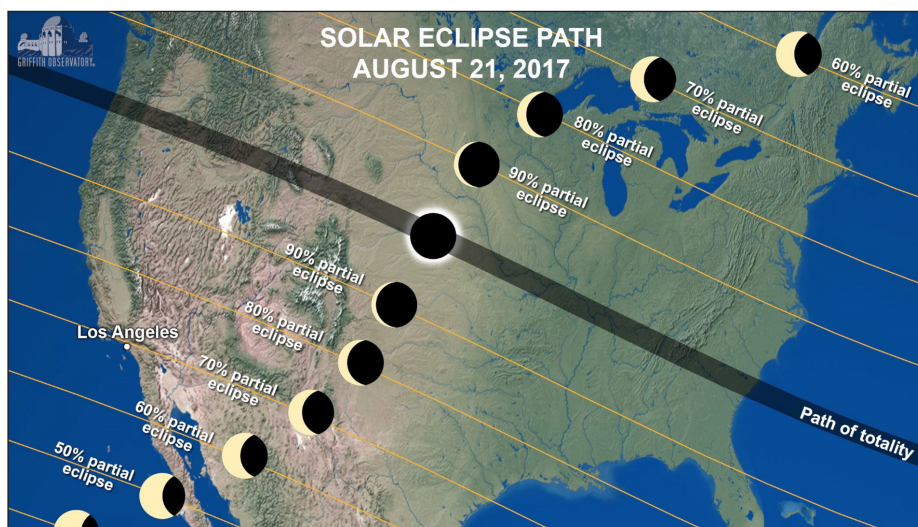 GRIFFITH OBSERVATORY
SOLAR ECLIPSE PATH
AUGUST 21, 2017
60% partial
eclipse
70% partial
eclipse
80% partial
eclipse
90% partial
eclipse
90% partial
eclipse
80% partial
eclipse
Los Angeles
70% partial
eclipse
60% partial
eclipse
50% partial
eclipse
Path of totality